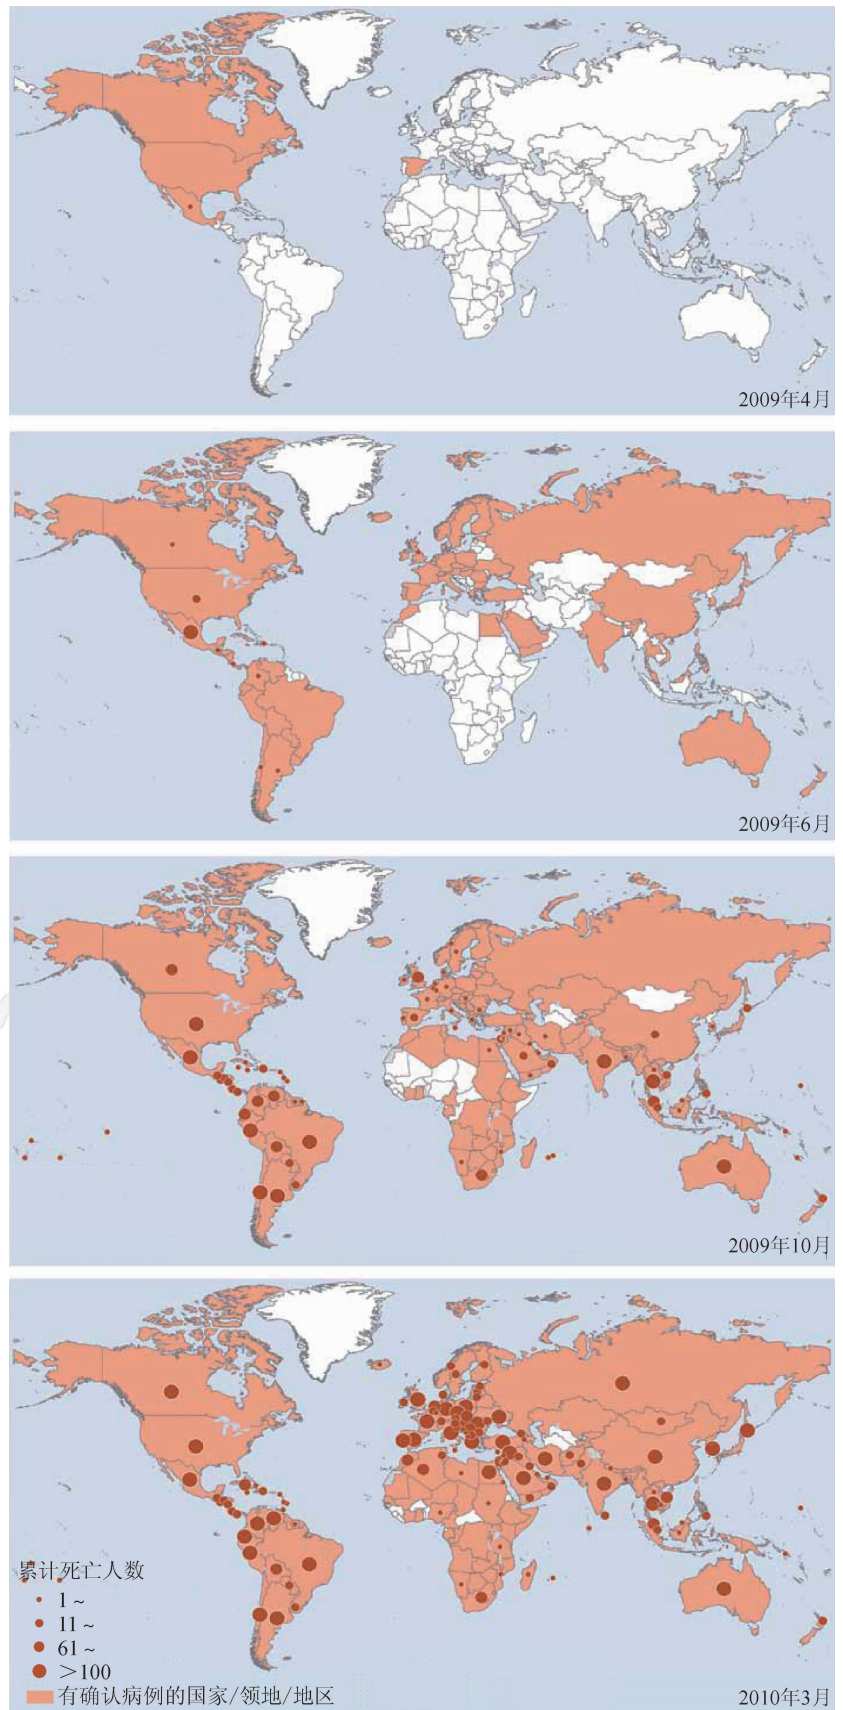 2009年4月
2009年6月
2009年10月
累计死亡人数
1～
11～
61～
＞100
有确认病例的国家/领地/地区
2010年3月